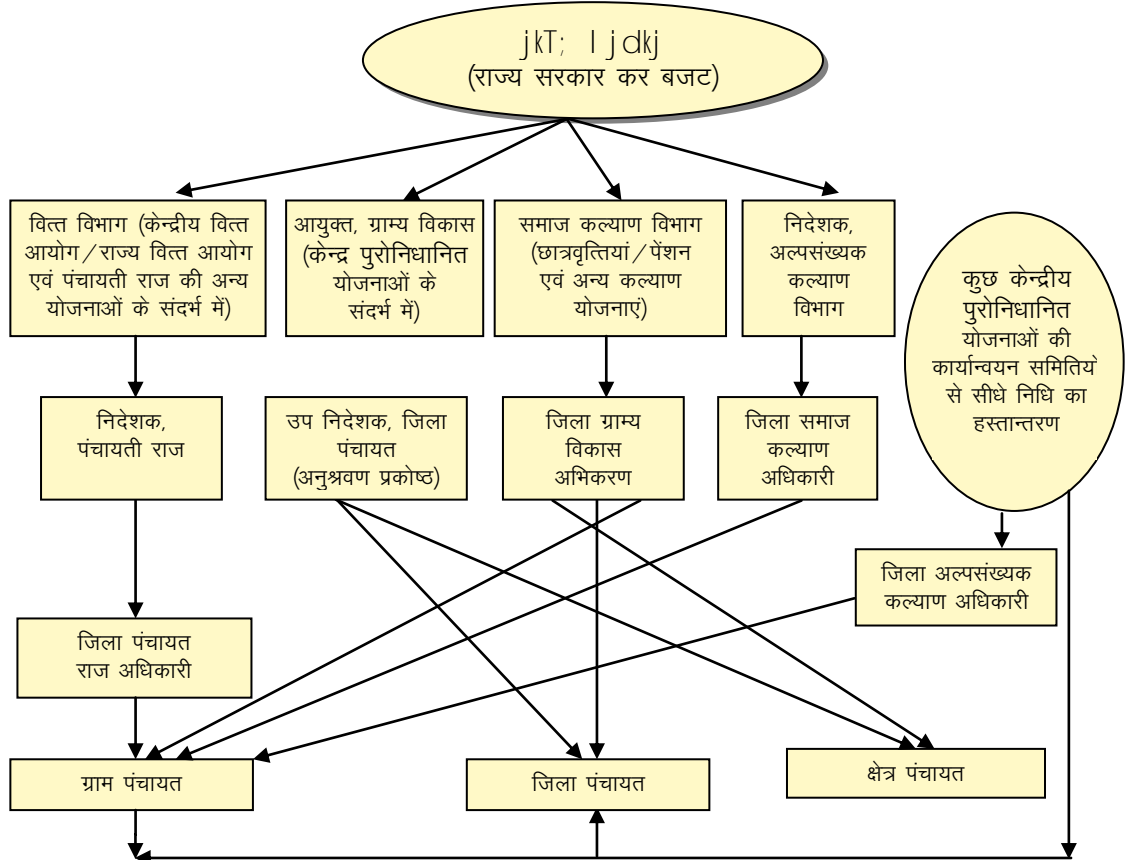 jkT; ljdkj
(राज्य सरकार कर बजट)
वित्त विभाग (केन्द्रीय वित्त
आयोग/राज्य वित्त आयोग
एवं पंचायती राज की अन्य
योजनाओं के संदर्भ में)
आयुक्त, ग्राम्य विकास
(केन्द्र पुरोनिधानित
योजनाओं के
संदर्भ में)
समाज कल्याण विभाग
(छात्रवृत्तियां/पेंशन
एवं अन्य कल्याण
योजनाएं)
निदेशक,
अल्पसंख्यक
कल्याण
विभाग
कुछ केन्द्रीय
पुरोनिधानित
योजनाओं की
कार्यान्वयन समितियों
से सीधे निधि का
हस्तान्तरण
निदेशक,
पंचायती राज
उप निदेशक, जिला
पंचायत
(अनुश्रवण प्रकोष्ठ)
जिला ग्राम्य
विकास
अभिकरण
जिला समाज
कल्याण
अधिकारी
जिला अल्पसंख्यक
कल्याण अधिकारी
जिला पंचायत
राज अधिकारी
ग्राम पंचायत
जिला पंचायत
क्षेत्र पंचायत